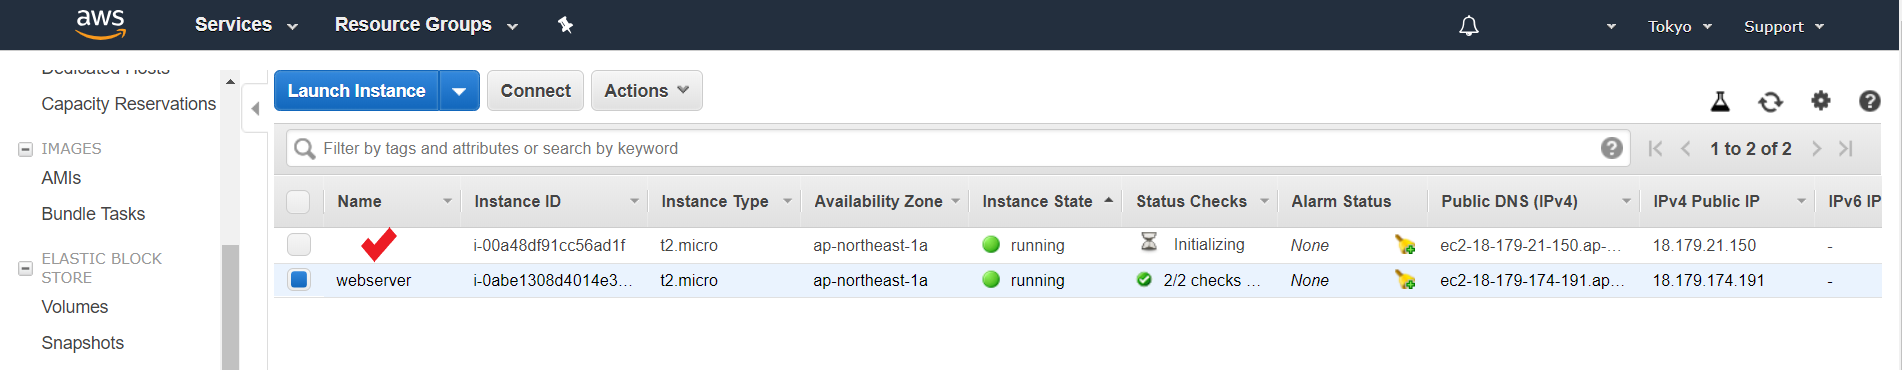 aws Services Resource Groups Tokyo Support
Dedicated Hosts
Capacity Reservations
IMAGES
AMIs
Bundle Tasks
ELASTIC BLOCK
STORE
Volumes
Snapshots
Launch Instance Connect Actions
Filter by tags and attributes or search by keyword 1 to 2 of 2
Name Instance ID Instance Type Availability Zone Instance State Status Checks Alarm Status Public DNS (IPv4) IPv4 Public IP IPv6 IP
i-00a48df91cc56ad1f t2.micro ap-northeast-1a running Initializing None ec2-18-179-21-150.ap-... 18.179.21.150 -
webserver i-0abe1308d4014e3... t2.micro ap-northeast-1a running 2/2 checks ... None ec2-18-179-174-191.ap... 18.179.174.191 -